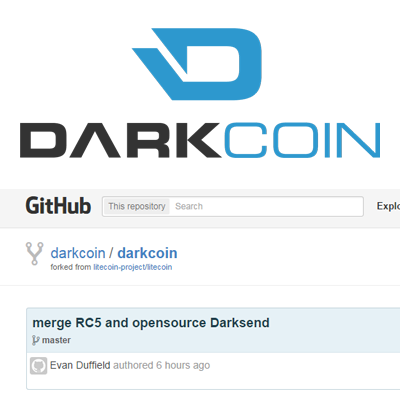 DARKCOIN
GitHub This repository Search Explo
darkcoin / darkcoin
forked from litecoin-project/litecoin
merge RC5 and opensource Darksend
master
Evan Duffield authored 6 hours ago